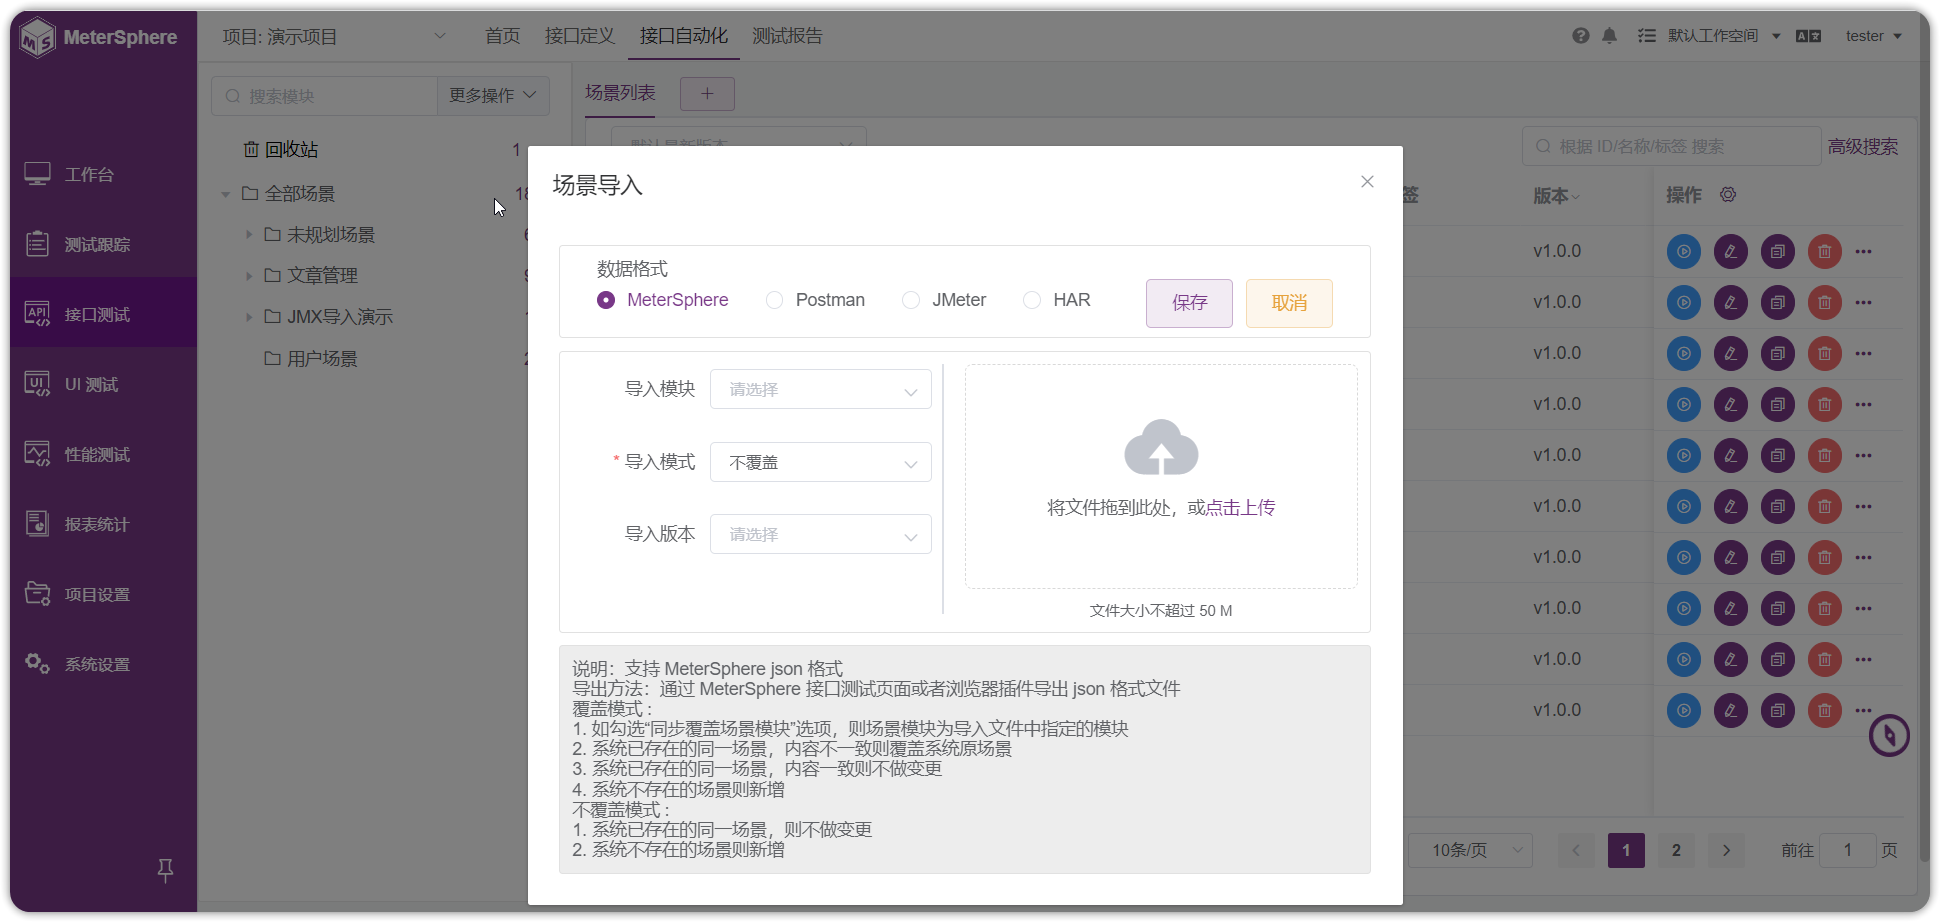 MeterSphere
项目: 演示项目
首页 接口定义 接口自动化 测试报告
默认工作空间
tester
工作台
测试跟踪
接口测试
UI 测试
性能测试
报表统计
项目设置
系统设置
搜索模块
更多操作
回收站 1
全部场景 18
未规划场景
文章管理
JMX导入演示
用户场景
场景列表
+
默认最新版本
根据 ID/名称/标签 搜索
高级搜索
签 版本 操作
v1.0.0
v1.0.0
v1.0.0
v1.0.0
v1.0.0
v1.0.0
v1.0.0
v1.0.0
v1.0.0
v1.0.0
10条/页
1 2
前往 1 页
场景导入
数据格式
MeterSphere Postman JMeter HAR
保存 取消
导入模块 请选择
* 导入模式 不覆盖
导入版本 请选择
将文件拖到此处，或点击上传
文件大小不超过 50 M
说明：支持 MeterSphere json 格式
导出方法：通过 MeterSphere 接口测试页面或者浏览器插件导出 json 格式文件
覆盖模式 :
1. 如勾选“同步覆盖场景模块”选项，则场景模块为导入文件中指定的模块
2. 系统已存在的同一场景，内容不一致则覆盖系统原场景
3. 系统已存在的同一场景，内容一致则不做变更
4. 系统不存在的场景则新增
不覆盖模式 :
1. 系统已存在的同一场景，则不做变更
2. 系统不存在的场景则新增